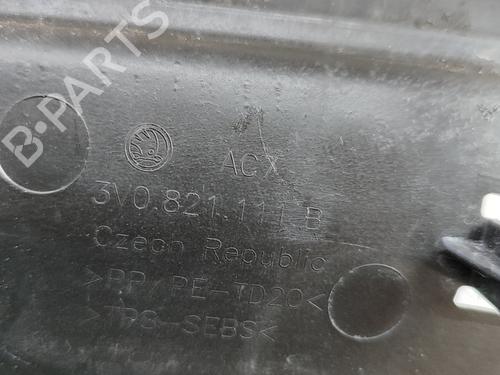 B-PARTS
ACX
3V0.821.111 B
Czech Republic
>PP/PE-TD20<
>TPS-SEBS<